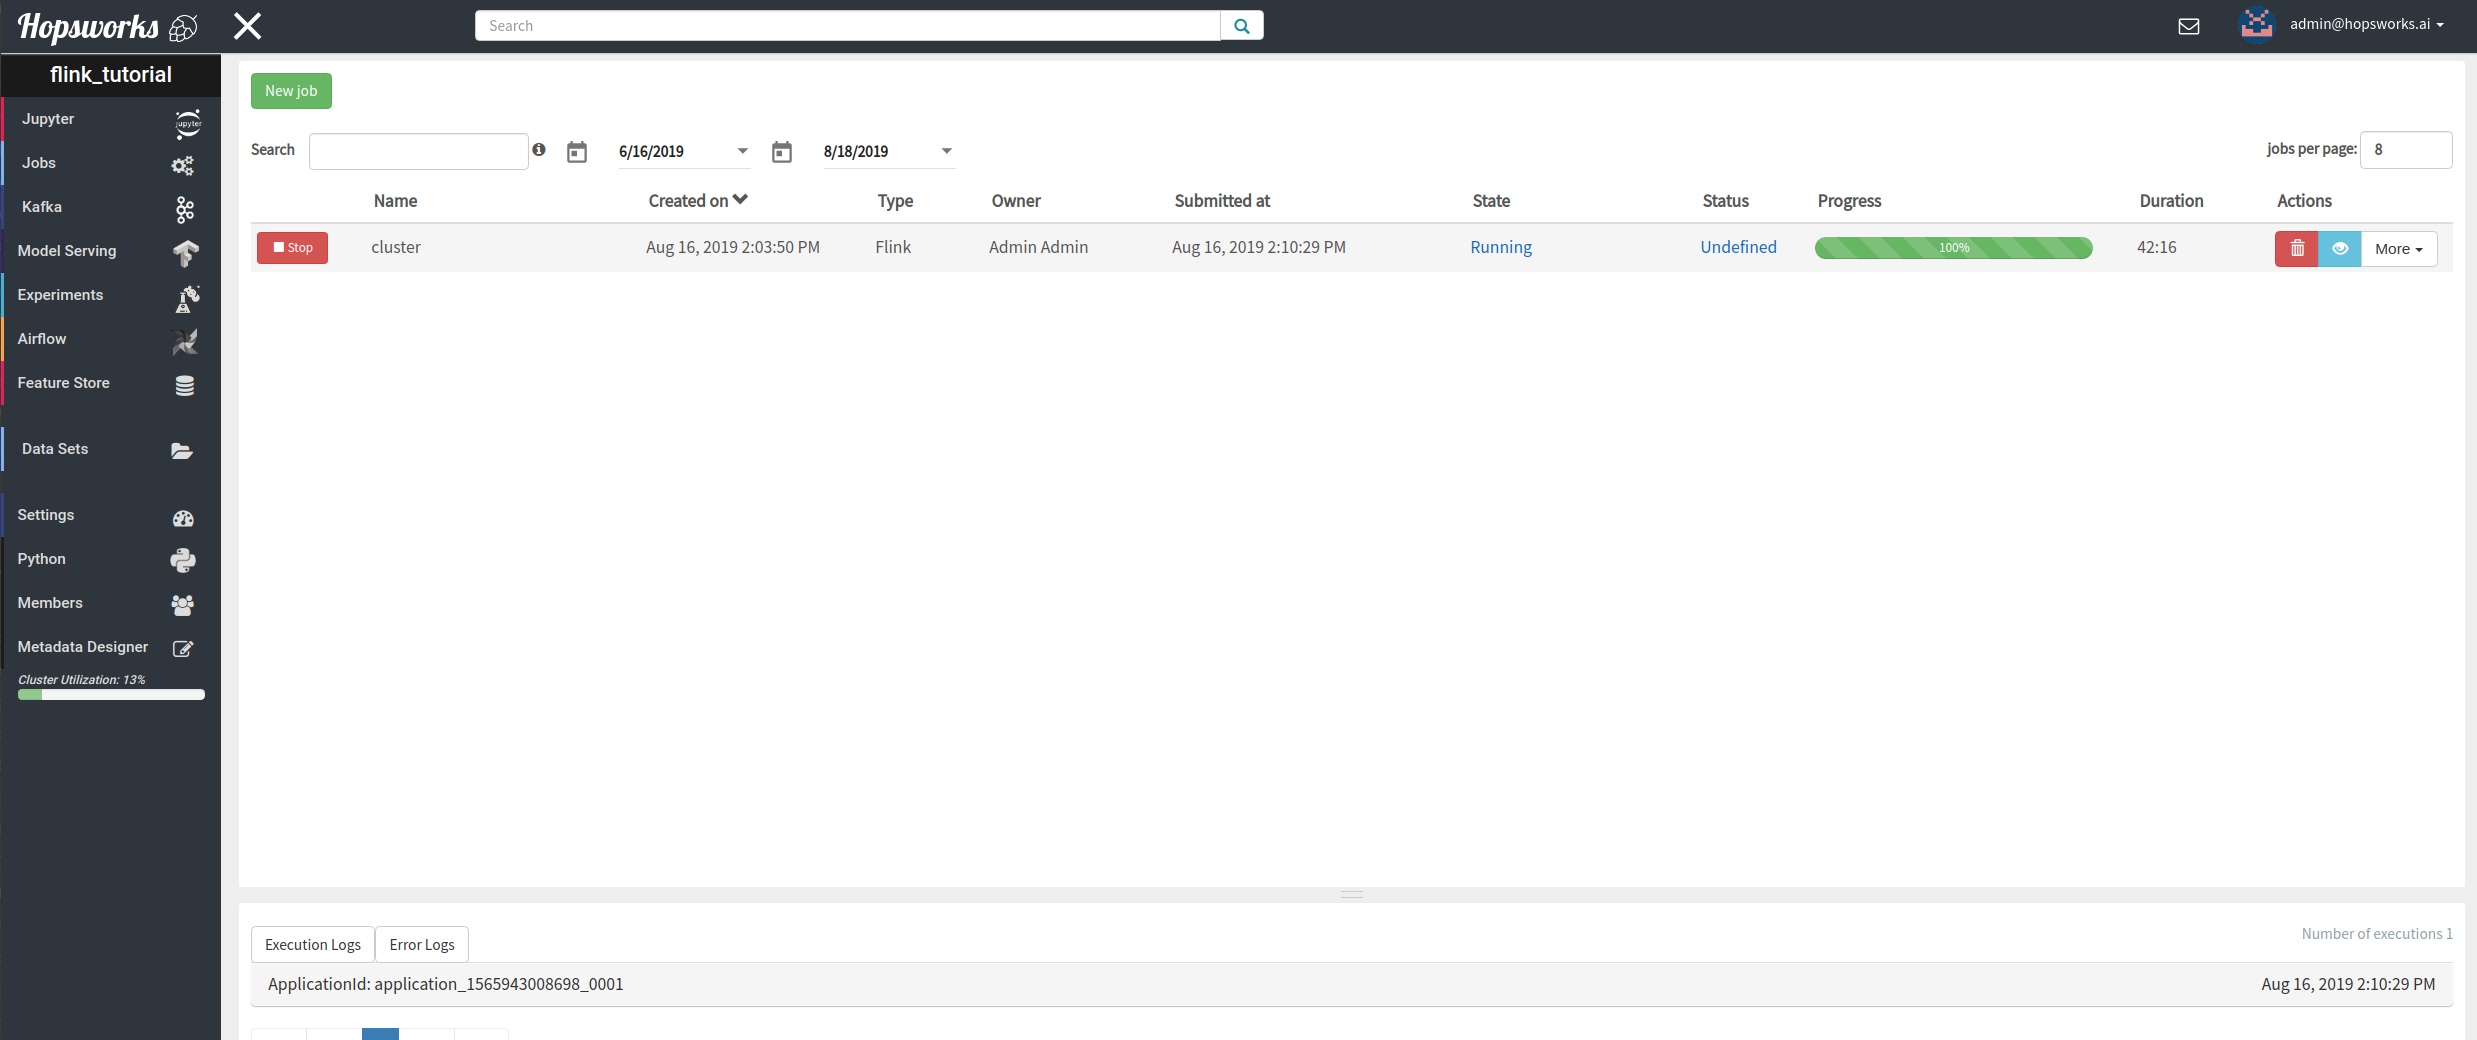 Hopsworks
Search
admin@hopsworks.ai
flink_tutorial
Jupyter
jupyter
Jobs
Kafka
Model Serving
Experiments
Airflow
Feature Store
Data Sets
Settings
Python
Members
Metadata Designer
Cluster Utilization: 13%
New job
Search 6/16/2019 8/18/2019 jobs per page: 8
Name Created on Type Owner Submitted at State Status Progress Duration Actions
Stop cluster Aug 16, 2019 2:03:50 PM Flink Admin Admin Aug 16, 2019 2:10:29 PM Running Undefined 100% 42:16 More
Execution Logs Error Logs Number of executions 1
ApplicationId: application_1565943008698_0001 Aug 16, 2019 2:10:29 PM